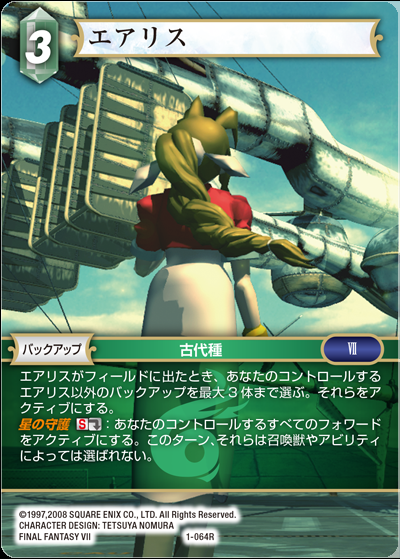 3
エアリス
バックアップ
古代種
VII
エアリスがフィールドに出たとき、あなたのコントロールする
エアリス以外のバックアップを最大3体まで選ぶ。それらをア
クティブにする。
星の守護 S : あなたのコントロールするすべてのフォワード
をアクティブにする。このターン、それらは召喚獣やアビリティ
によっては選ばれない。
©1997,2008 SQUARE ENIX CO., LTD. All Rights Reserved.
CHARACTER DESIGN: TETSUYA NOMURA
FINAL FANTASY VII
1-064R